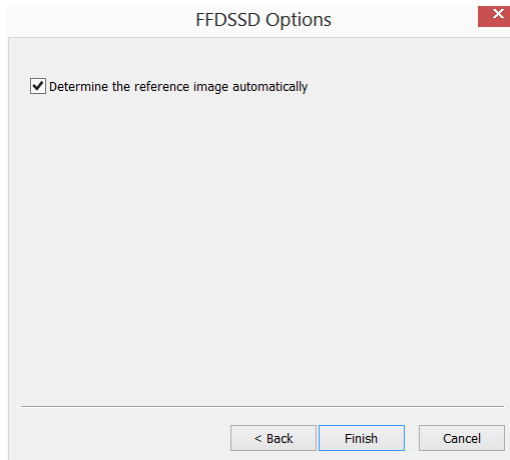 FFDSSD Options
Determine the reference image automatically
< Back Finish Cancel